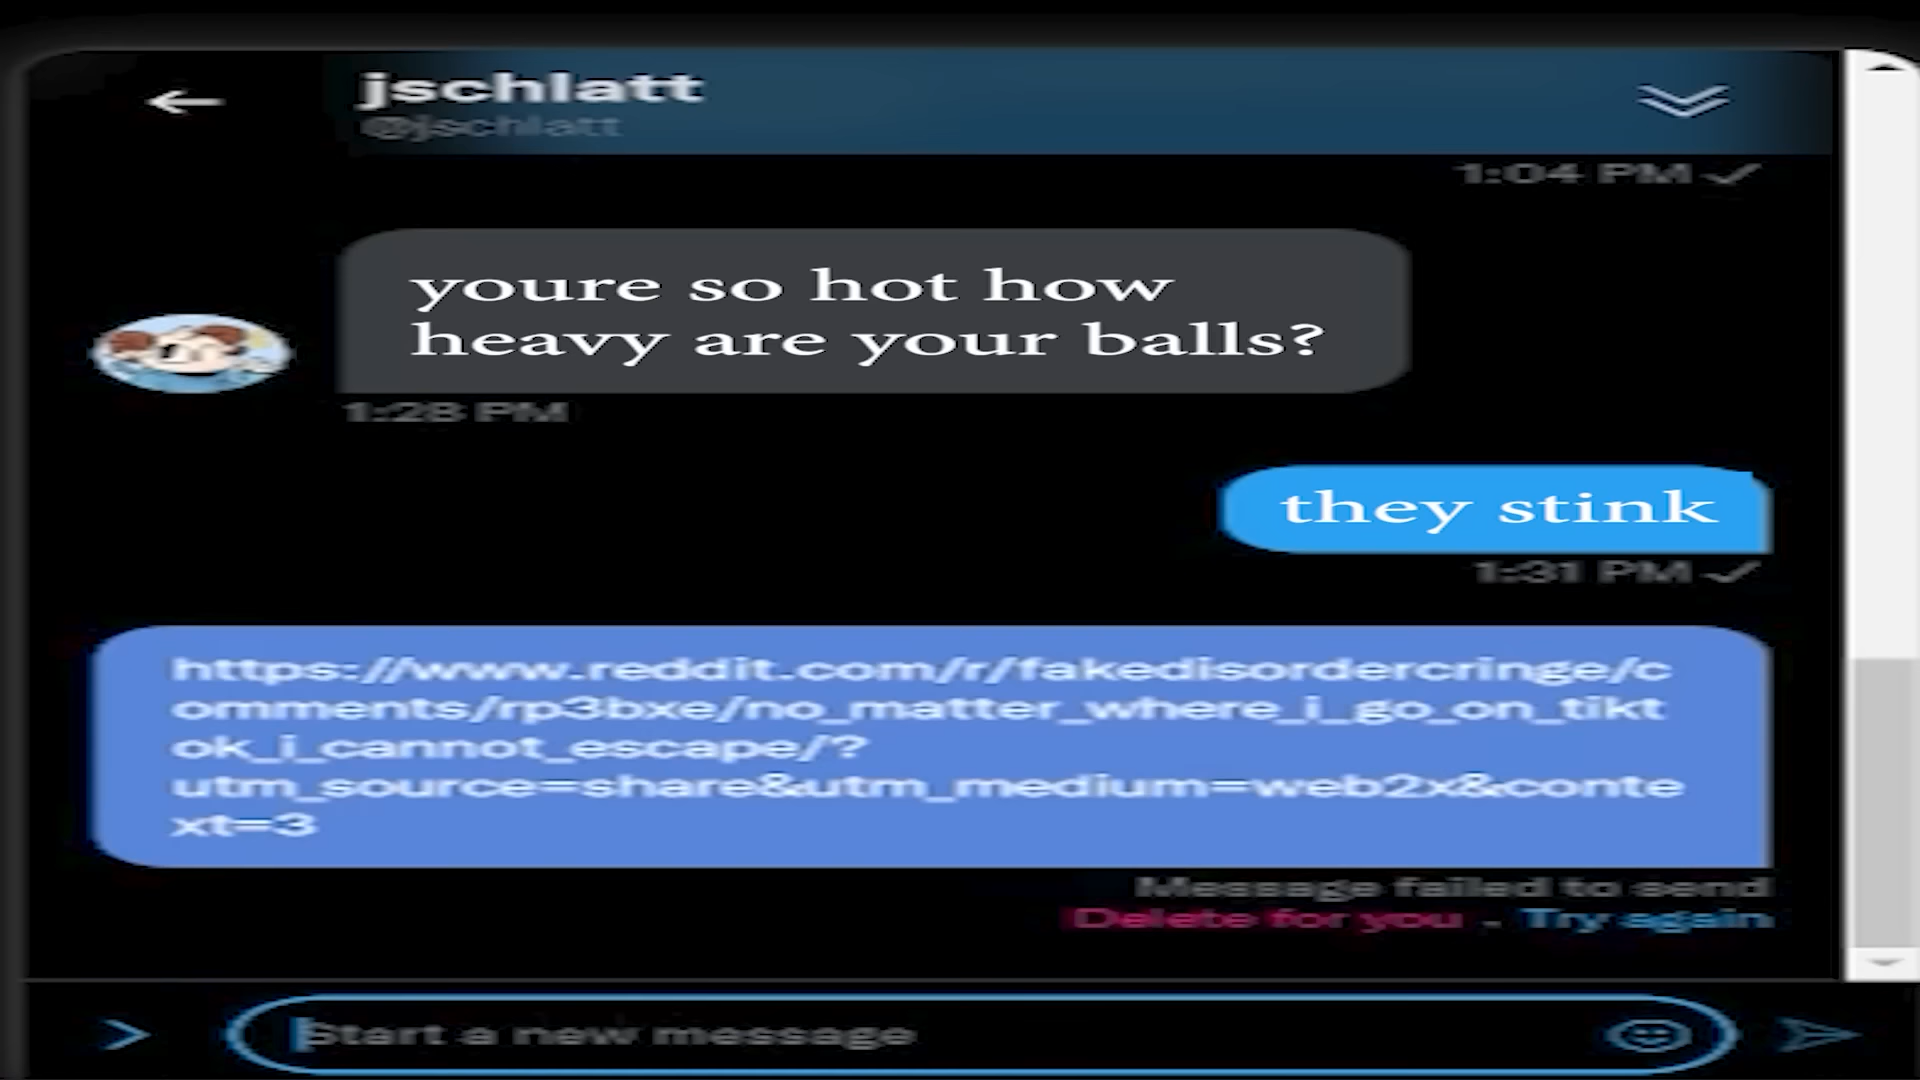 jschlatt
@jschlatt
1:04 PM
youre so hot how
heavy are your balls?
1:28 PM
they stink
1:31 PM
https://www.reddit.com/r/fakedisordercringe/c
omments/rp3bxe/no_matter_where_i_go_on_tikt
ok_i_cannot_escape/?
utm_source=share&utm_medium=web2x&conte
xt=3
Message failed to send
Delete for you - Try again
Start a new message